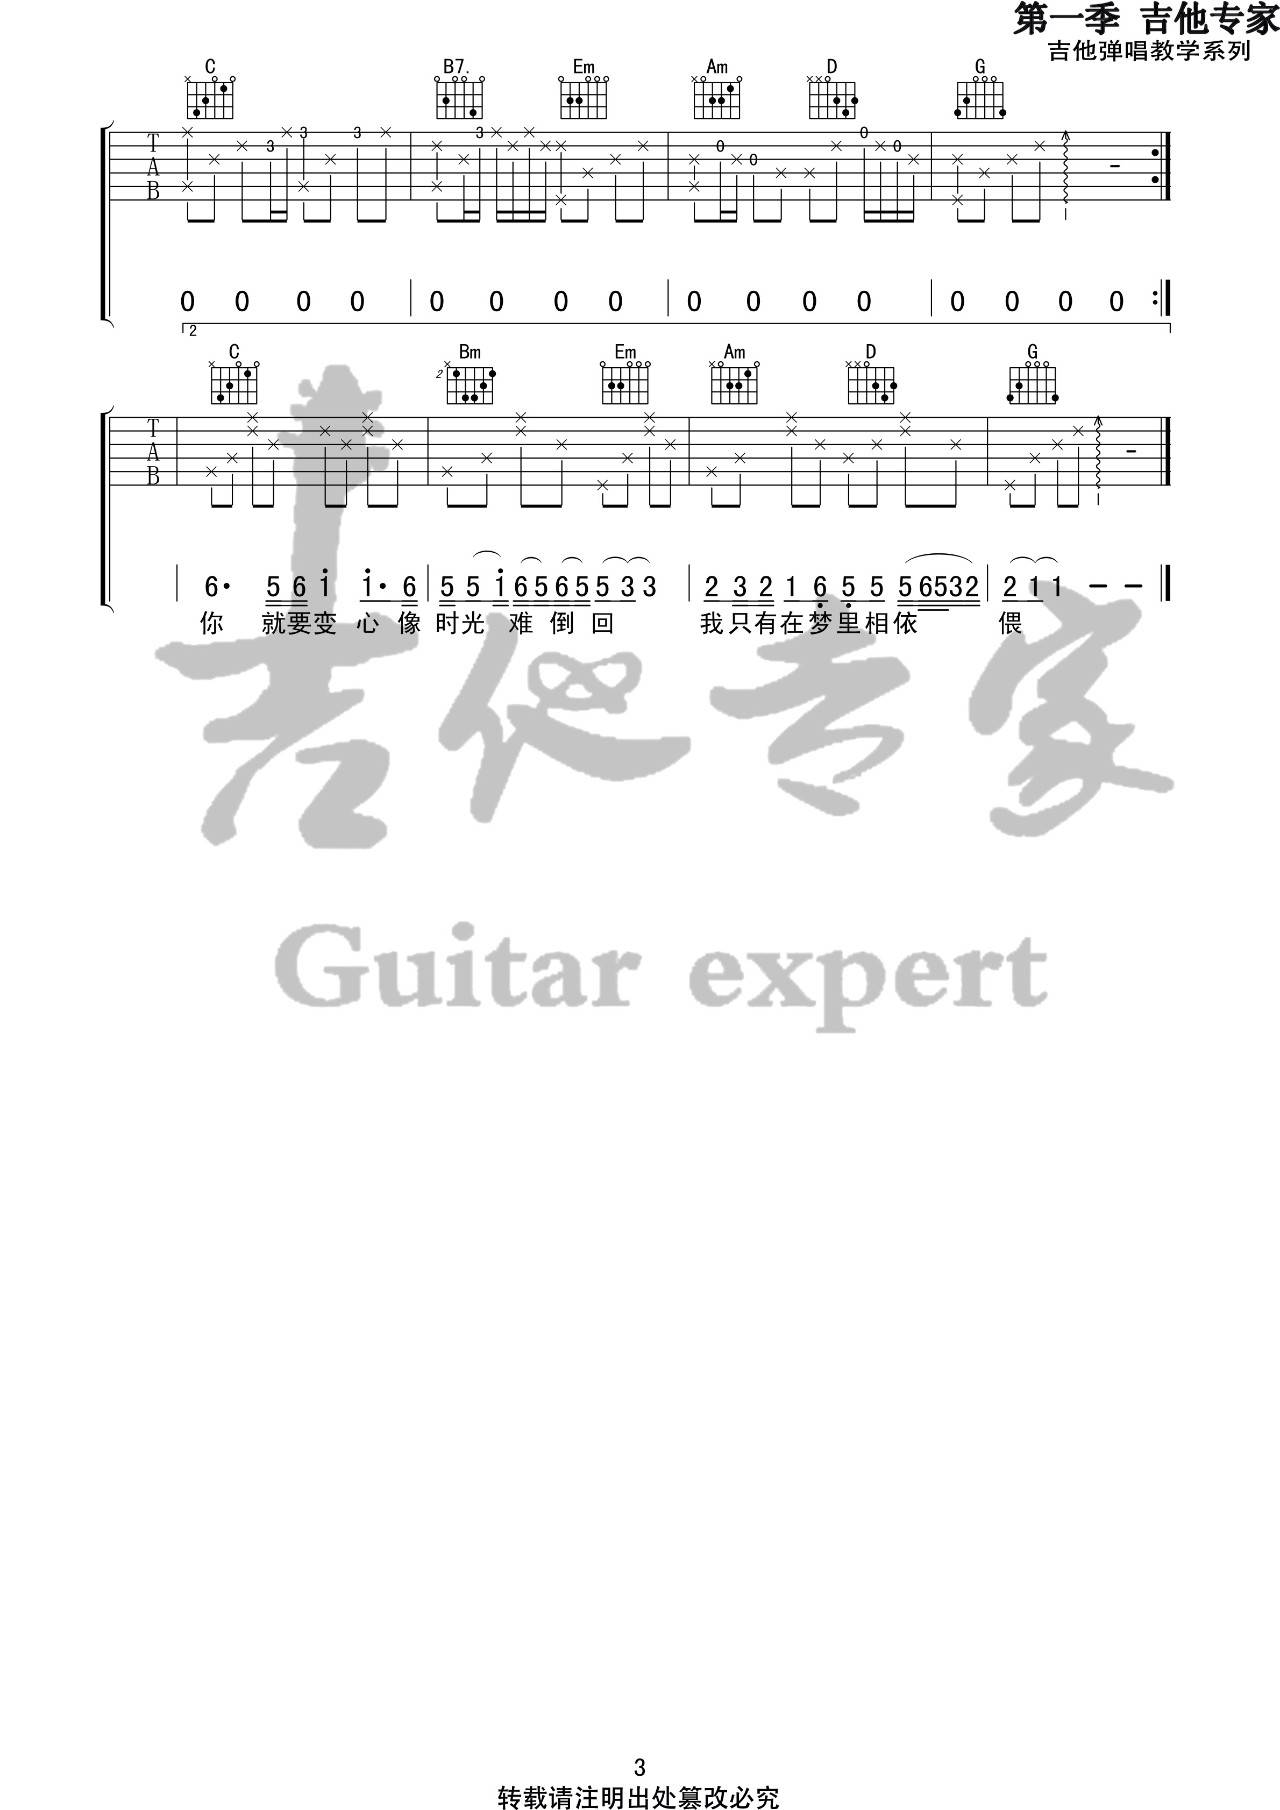 第一季 吉他专家
吉他弹唱教学系列
C B7. Em Am D G
T 3 3 3 3 0 0 0 0
A
B
0 0 0 0 0 0 0 0 0 0 0 0 0 0 0 0
2
C Bm Em Am D G
2
T
A
B
6· 5 6 1 1· 6 5 5 1 6 5 6 5 5 3 3 2 3 2 1 6 5 5 5 6 5 3 2 2 1 1 - -
你 就要变 心 像 时光 难 倒 回 我只有在梦里相依 偎
吉他专家
Guitar expert
3
转载请注明出处篡改必究